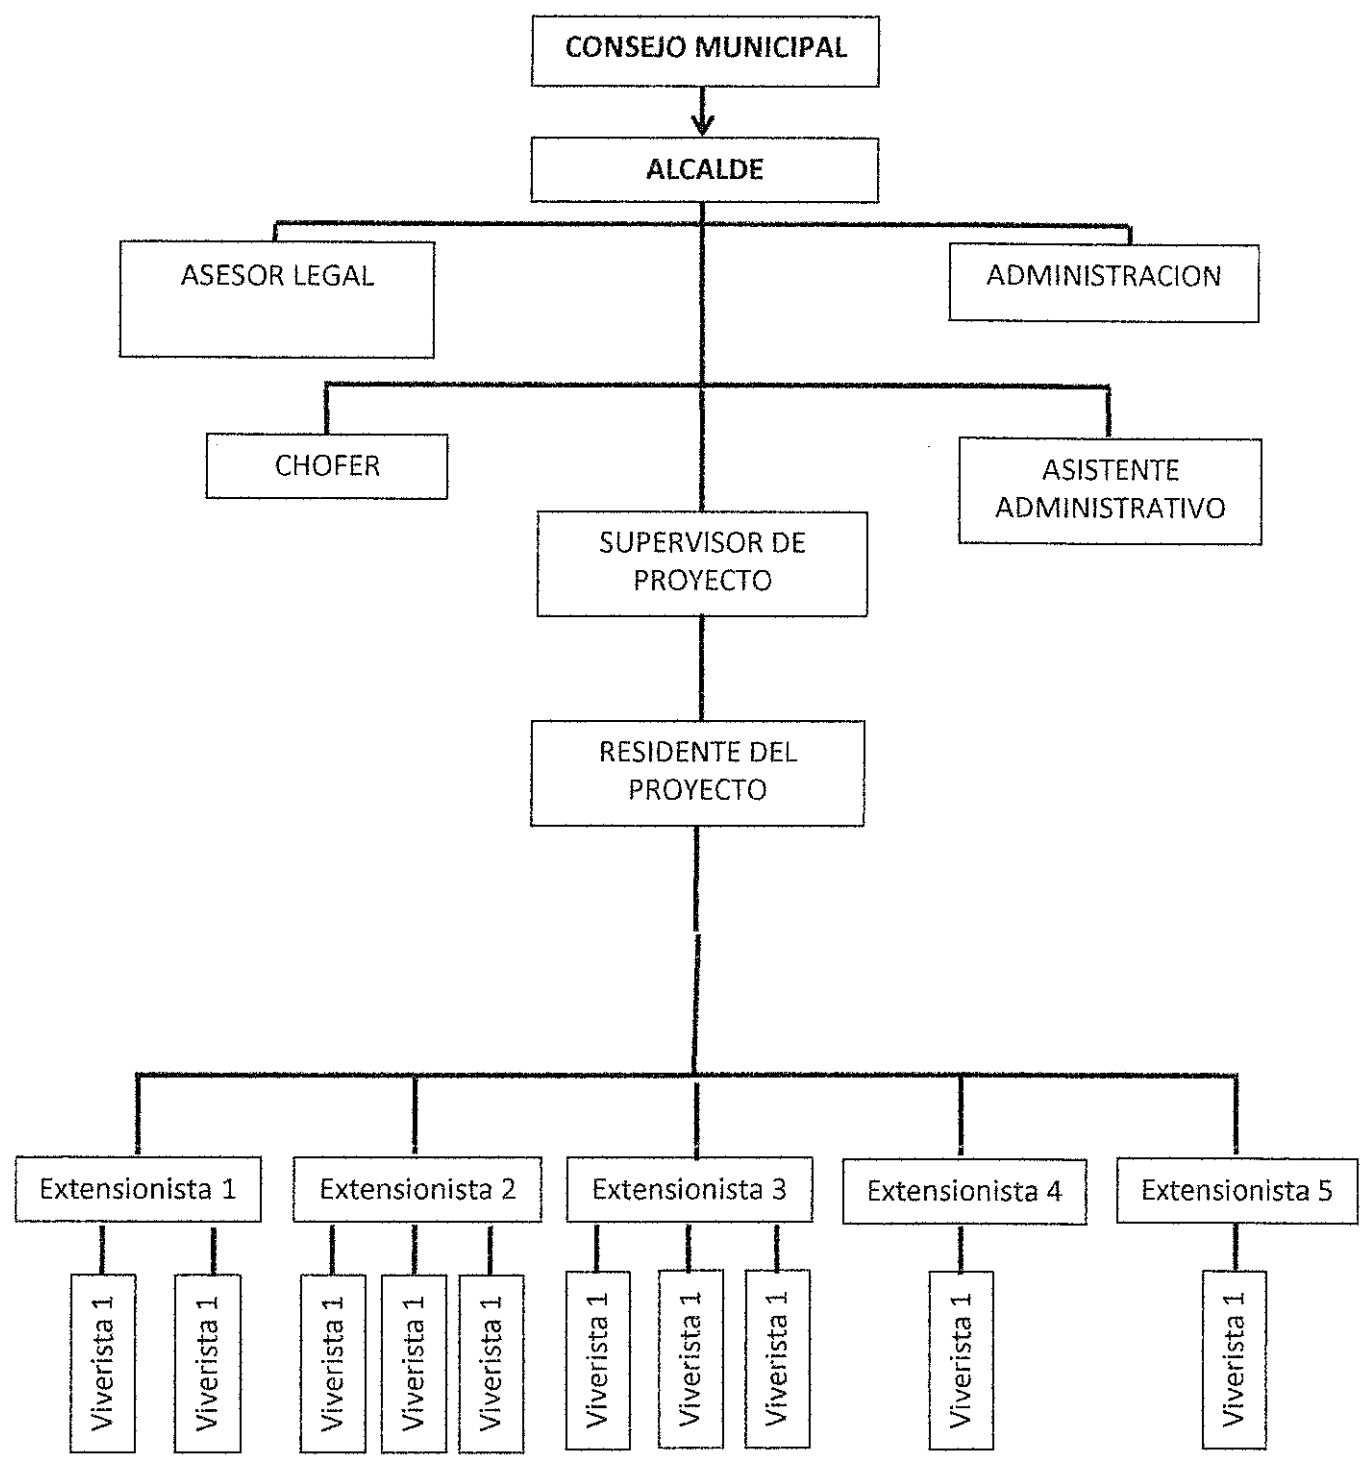 CONSEJO MUNICIPAL
ALCALDE
ASESOR LEGAL
ADMINISTRACION
CHOFER
ASISTENTE
ADMINISTRATIVO
SUPERVISOR DE
PROYECTO
RESIDENTE DEL
PROYECTO
Extensionista 1
Extensionista 2
Extensionista 3
Extensionista 4
Extensionista 5
Viverista 1
Viverista 1
Viverista 1
Viverista 1
Viverista 1
Viverista 1
Viverista 1
Viverista 1
Viverista 1
Viverista 1